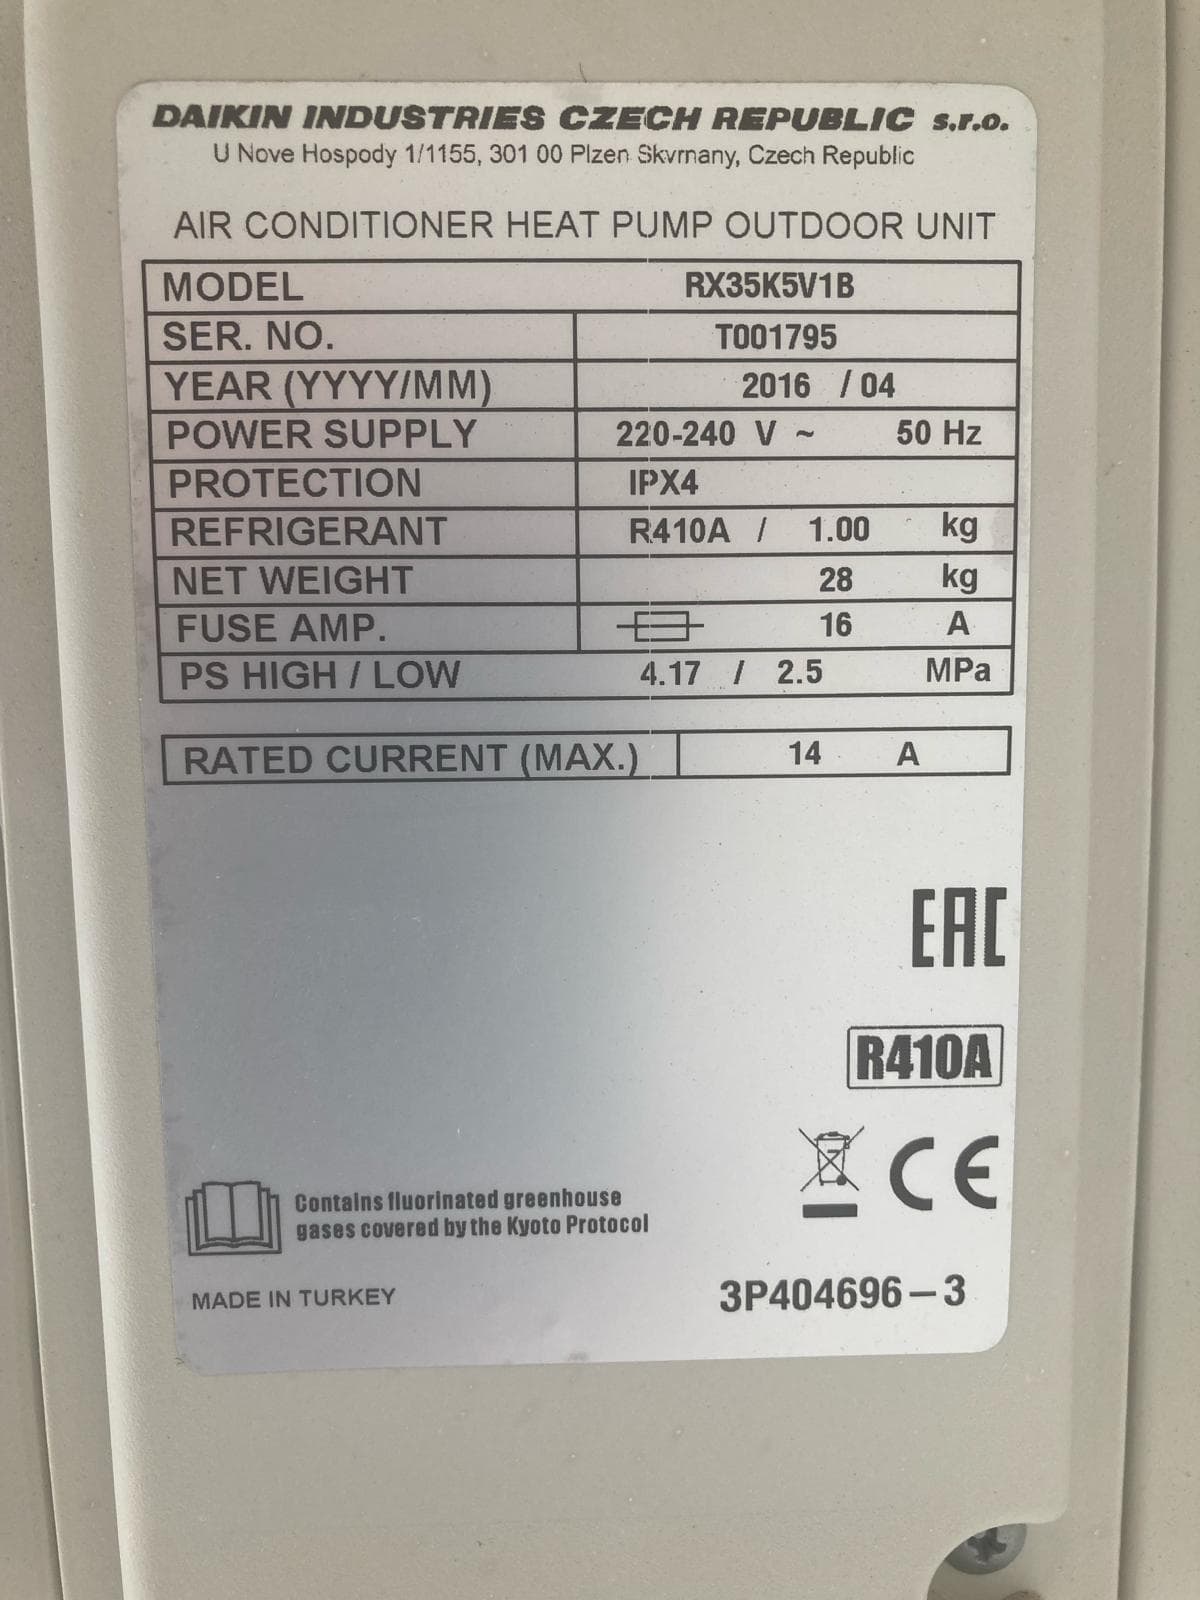 DAIKIN INDUSTRIES CZECH REPUBLIC s.r.o.
U Nove Hospody 1/1155, 301 00 Plzen Skvrnany, Czech Republic
AIR CONDITIONER HEAT PUMP OUTDOOR UNIT
MODEL RX35K5V1B
SER. NO. T001795
YEAR (YYYY/MM) 2016 / 04
POWER SUPPLY 220-240 V ~ 50 Hz
PROTECTION IPX4
REFRIGERANT R410A / 1.00 kg
NET WEIGHT 28 kg
FUSE AMP. 16 A
PS HIGH / LOW 4.17 / 2.5 MPa
RATED CURRENT (MAX.) 14 A
EAC
R410A
CE
Contains fluorinated greenhouse
gases covered by the Kyoto Protocol
MADE IN TURKEY 3P404696-3